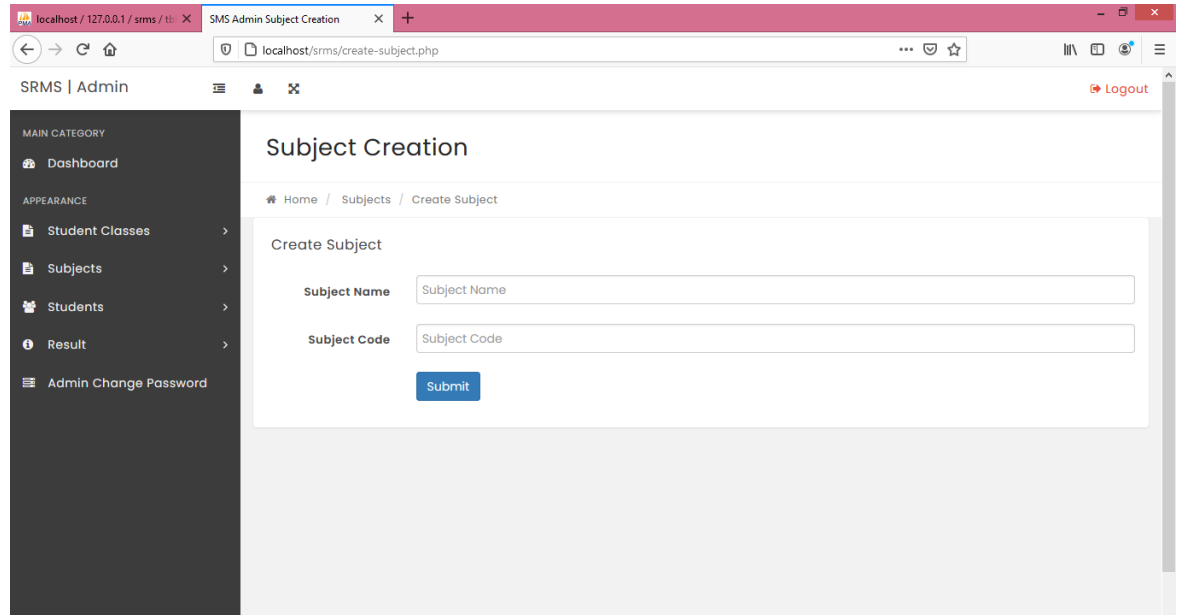 localhost / 127.0.0.1 / srms / tb
SMS Admin Subject Creation
localhost/srms/create-subject.php
SRMS | Admin
Logout
MAIN CATEGORY
Dashboard
APPEARANCE
Student Classes
Subjects
Students
Result
Admin Change Password
Subject Creation
Home / Subjects / Create Subject
Create Subject
Subject Name Subject Name
Subject Code Subject Code
Submit